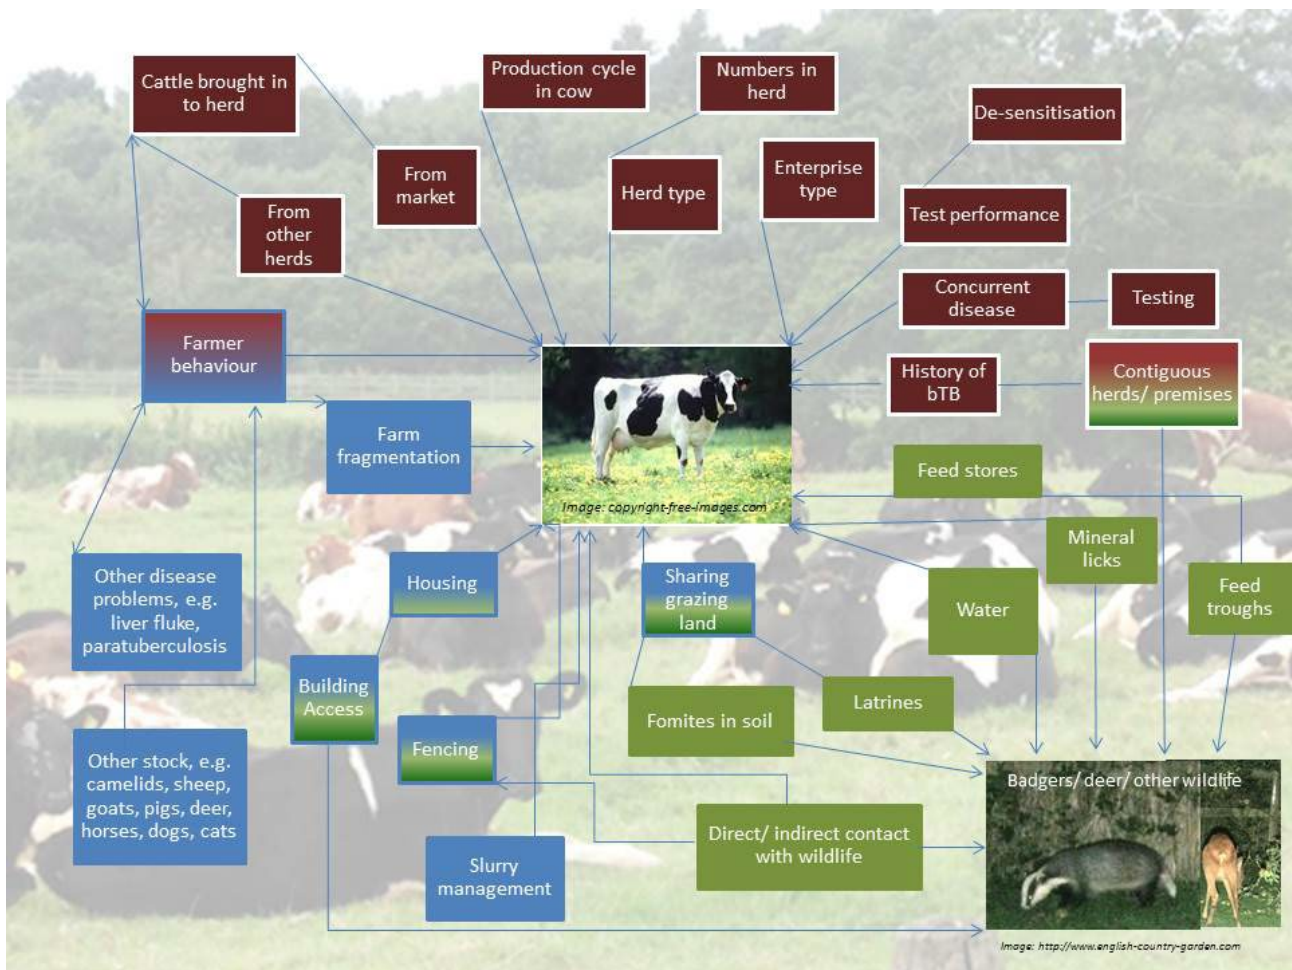 Cattle brought in
to herd
Production cycle
in cow
Numbers in
herd
De-sensitisation
From
market
Herd type
Enterprise
type
From
other
herds
Test performance
Concurrent
disease
Testing
Farmer
behaviour
History of
bTB
Contiguous
herds/ premises
Farm
fragmentation
Feed stores
Image: copyright-free-images.com
Mineral
licks
Other disease
problems, e.g.
liver fluke,
paratuberculosis
Housing
Sharing
grazing
land
Water
Feed
troughs
Building
Access
Fomites in soil
Latrines
Fencing
Other stock, e.g.
camelids, sheep,
goats, pigs, deer,
horses, dogs, cats
Badgers/ deer/ other wildlife
Direct/ indirect contact
with wildlife
Slurry
management
Image: http://www.english-country-garden.com